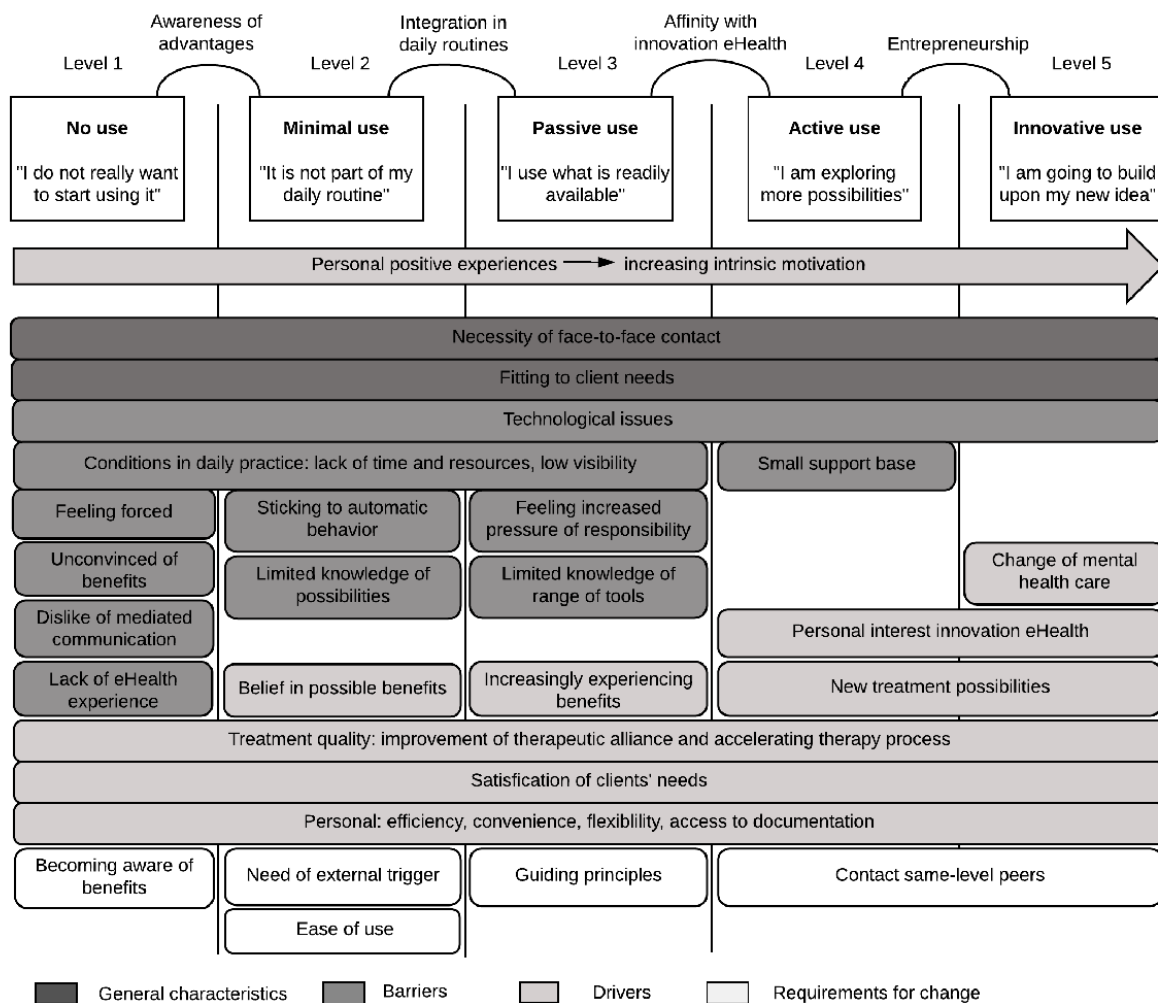 Awareness of
advantages
Integration in
daily routines
Affinity with
innovation eHealth
Entrepreneurship
Level 1
Level 2
Level 3
Level 4
Level 5
No use
"I do not really want
to start using it"
Minimal use
"It is not part of my
daily routine"
Passive use
"I use what is readily
available"
Active use
"I am exploring
more possibilities"
Innovative use
"I am going to build
upon my new idea"
Personal positive experiences → increasing intrinsic motivation
Necessity of face-to-face contact
Fitting to client needs
Technological issues
Conditions in daily practice: lack of time and resources, low visibility
Small support base
Feeling forced
Sticking to automatic
behavior
Feeling increased
pressure of responsibility
Unconvinced of
benefits
Limited knowledge of
possibilities
Limited knowledge of
range of tools
Change of mental
health care
Dislike of mediated
communication
Personal interest innovation eHealth
Lack of eHealth
experience
Belief in possible benefits
Increasingly experiencing
benefits
New treatment possibilities
Treatment quality: improvement of therapeutic alliance and accelerating therapy process
Satisfication of clients' needs
Personal: efficiency, convenience, flexiblility, access to documentation
Becoming aware of
benefits
Need of external trigger
Guiding principles
Contact same-level peers
Ease of use
General characteristics
Barriers
Drivers
Requirements for change